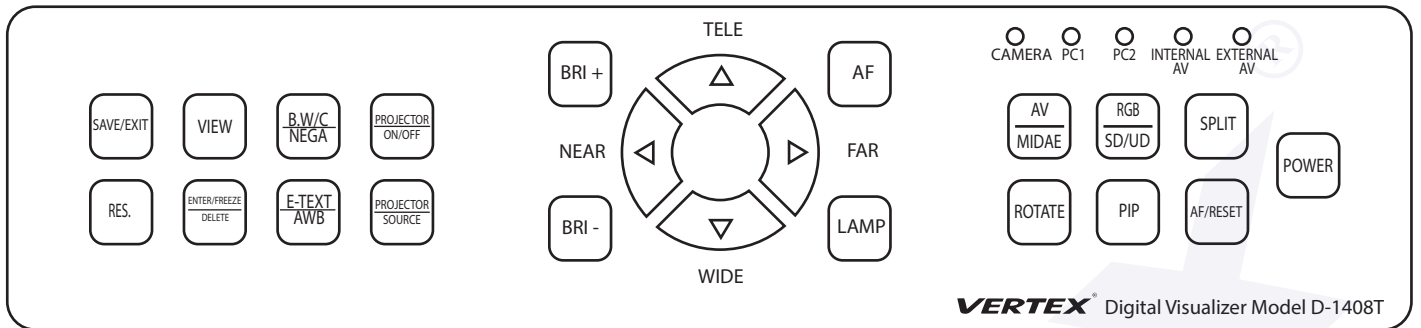 TELE
CAMERA PC1 PC2 INTERNAL AV EXTERNAL AV
BRI +
AF
SAVE/EXIT
VIEW
B.W/C
NEGA
PROJECTOR
ON/OFF
NEAR
FAR
AV
MIDAE
RGB
SD/UD
SPLIT
POWER
RES.
ENTER/FREEZE
DELETE
E-TEXT
AWB
PROJECTOR
SOURCE
BRI -
LAMP
ROTATE
PIP
AF/RESET
WIDE
VERTEX® Digital Visualizer Model D-1408T
®